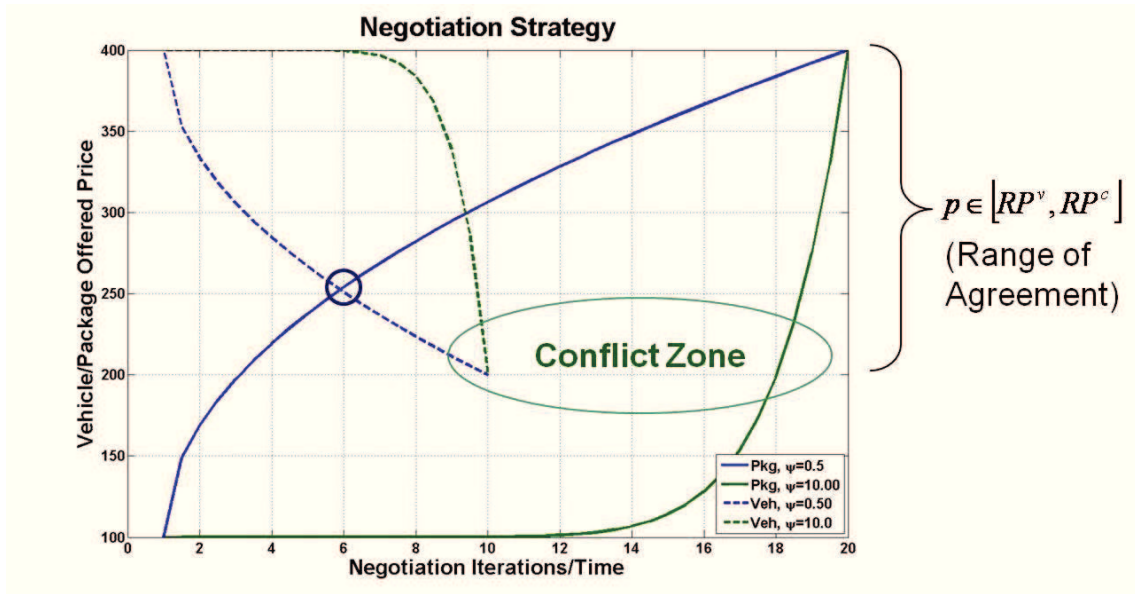 Negotiation Strategy
Vehicle/Package Offered Price
400
350
300
250
200
150
100
0
2
4
6
8
10
12
14
16
18
20
Negotiation Iterations/Time
Conflict Zone
Pkg, ψ=0.5
Pkg, ψ=10.00
Veh, ψ=0.50
Veh, ψ=10.0
p ∈ ⌊RPᵛ, RPᶜ⌋
(Range of
Agreement)